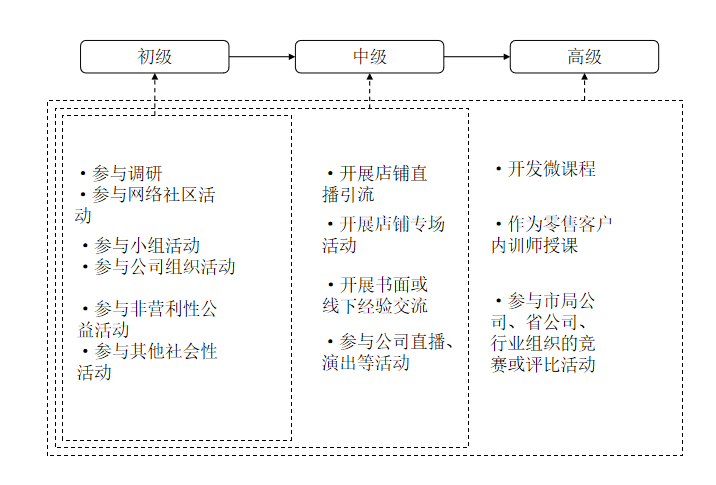 初级
中级
高级
·参与调研
·参与网络社区活
动
·参与小组活动
·参与公司组织活动
·参与非营利性公
益活动
·参与其他社会性
活动
·开展店铺直
播引流
·开展店铺专场
活动
·开展书面或
线下经验交流
·参与公司直播、
演出等活动
·开发微课程
·作为零售客户
内训师授课
·参与市局公
司、省公司、
行业组织的竞
赛或评比活动